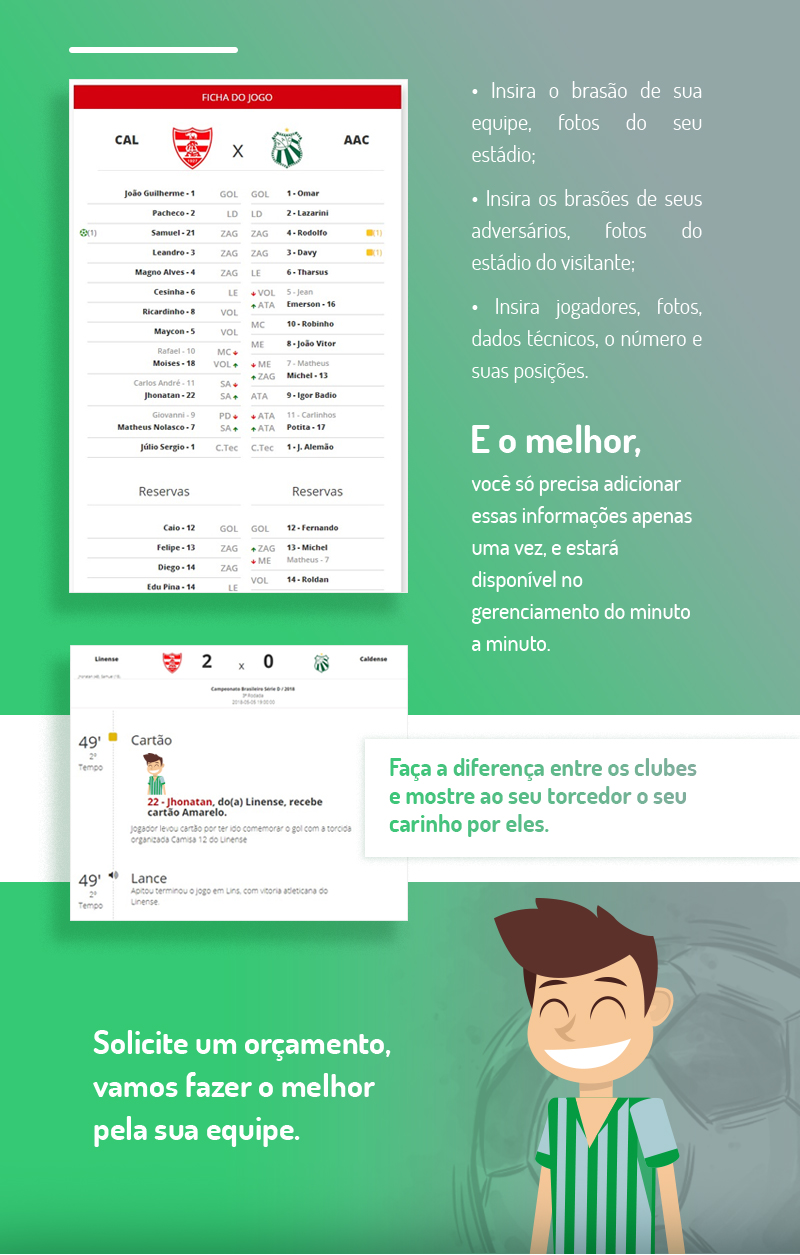 FICHA DO JOGO
CAL X AAC
João Guilherme - 1 GOL GOL 1 - Omar
Pacheco - 2 LD LD 2 - Lazarini
(1) Samuel - 21 ZAG ZAG 4 - Rodolfo (1)
Leandro - 3 ZAG ZAG 3 - Davy (1)
Magno Alves - 4 ZAG LE 6 - Tharsus
Cesinha - 6 LE VOL 5 - Jean
ATA Emerson - 16
Ricardinho - 8 VOL
MC 10 - Robinho
Maycon - 5 VOL
ME 8 - João Vitor
Rafael - 10 MC
Moises - 18 VOL ME 7 - Matheus
ZAG Michel - 13
Carlos André - 11 SA
Jhonatan - 22 SA ATA 9 - Igor Badio
Giovanni - 9 PD ATA 11 - Carlinhos
Matheus Nolasco - 7 SA ATA Potita - 17
Júlio Sergio - 1 C.Tec C.Tec 1 - J. Alemão
Reservas Reservas
Caio - 12 GOL GOL 12 - Fernando
Felipe - 13 ZAG ZAG 13 - Michel
ME Matheus - 7
Diego - 14 ZAG
VOL 14 - Roldan
Edu Pina - 14 LE
• Insira o brasão de sua
equipe, fotos do seu
estádio;
• Insira os brasões de seus
adversários, fotos do
estádio do visitante;
• Insira jogadores, fotos,
dados técnicos, o número e
suas posições.
E o melhor,
você só precisa adicionar
essas informações apenas
uma vez, e estará
disponível no
gerenciamento do minuto
a minuto.
Linense 2 x 0 Caldense
Campeonato Brasileiro Série D / 2018
49' Cartão
2º
Tempo
22 - Jhonatan, do(a) Linense, recebe
cartão Amarelo.
Jogador levou cartão por ter ido comemorar o gol com a torcida
organizada Camisa 12 do Linense
49' Lance
2º
Tempo
Apitou terminou o jogo em Lins, com vitoria atleticana do
Linense.
Faça a diferença entre os clubes
e mostre ao seu torcedor o seu
carinho por eles.
Solicite um orçamento,
vamos fazer o melhor
pela sua equipe.